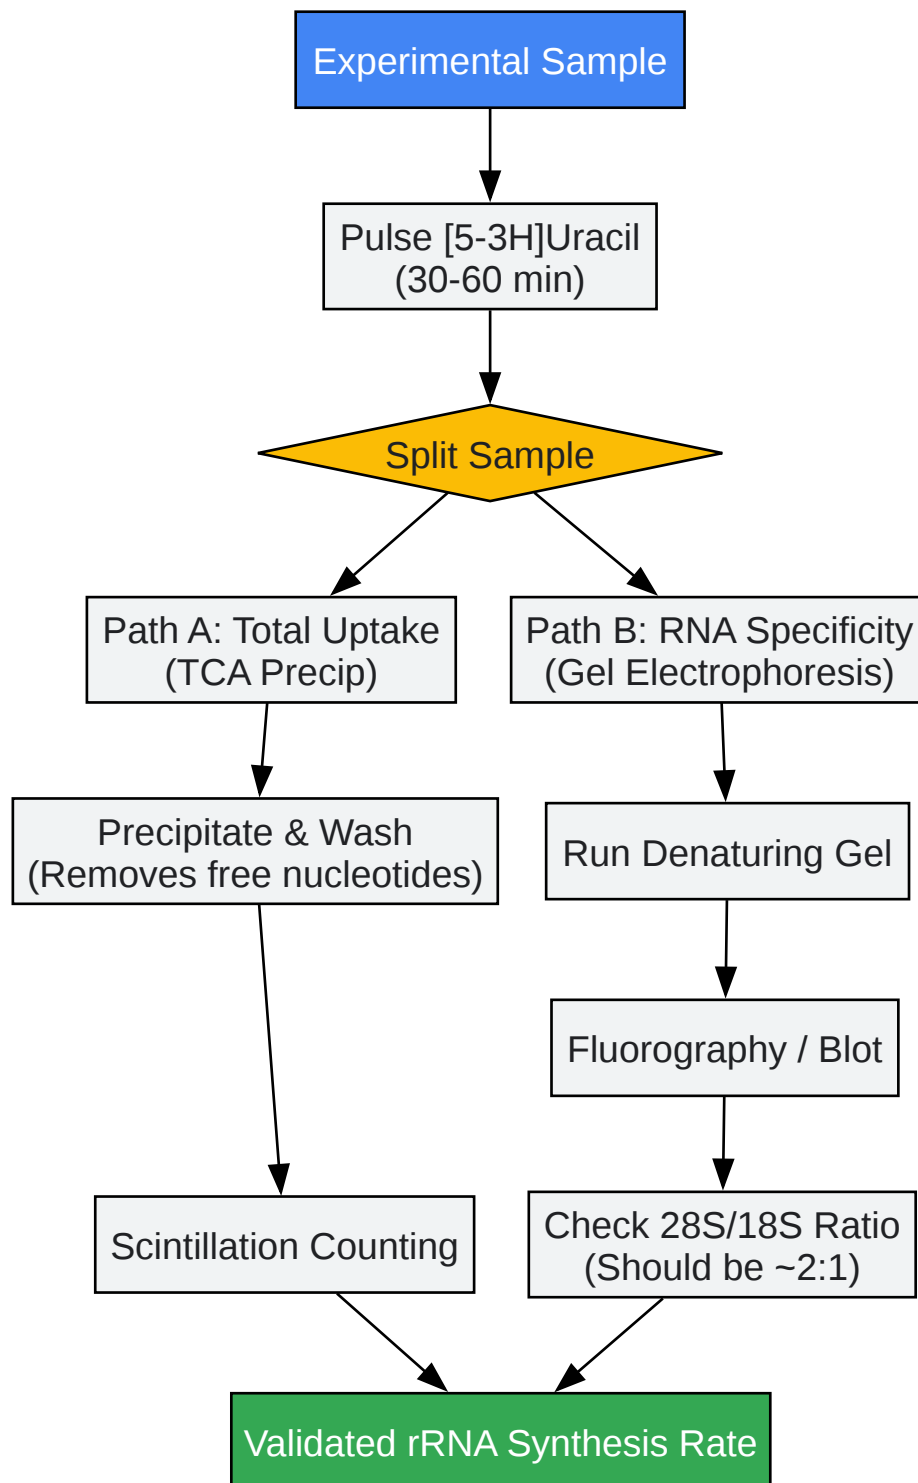 Experimental Sample
Pulse [5-3H]Uracil
(30-60 min)
Split Sample
Path A: Total Uptake
(TCA Precip)
Path B: RNA Specificity
(Gel Electrophoresis)
Precipitate & Wash
(Removes free nucleotides)
Run Denaturing Gel
Fluorography / Blot
Scintillation Counting
Check 28S/18S Ratio
(Should be ~2:1)
Validated rRNA Synthesis Rate